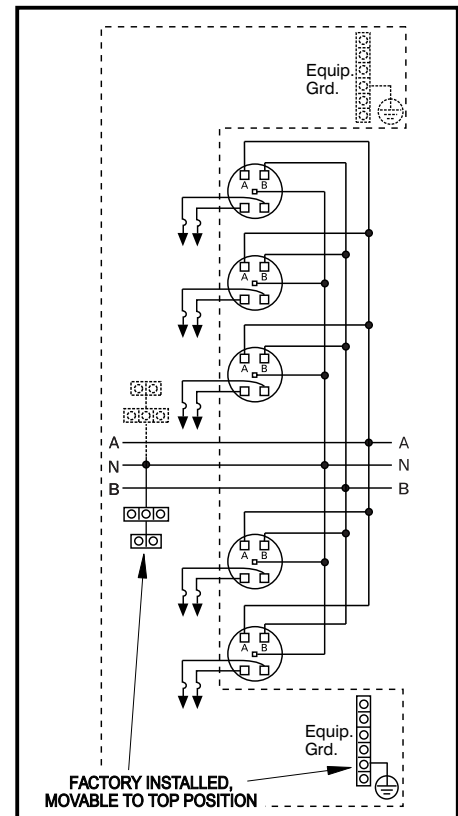 Equip.
Grd.
A B
A B
A B
A A
N N
B B
A B
A B
Equip.
Grd.
FACTORY INSTALLED,
MOVABLE TO TOP POSITION